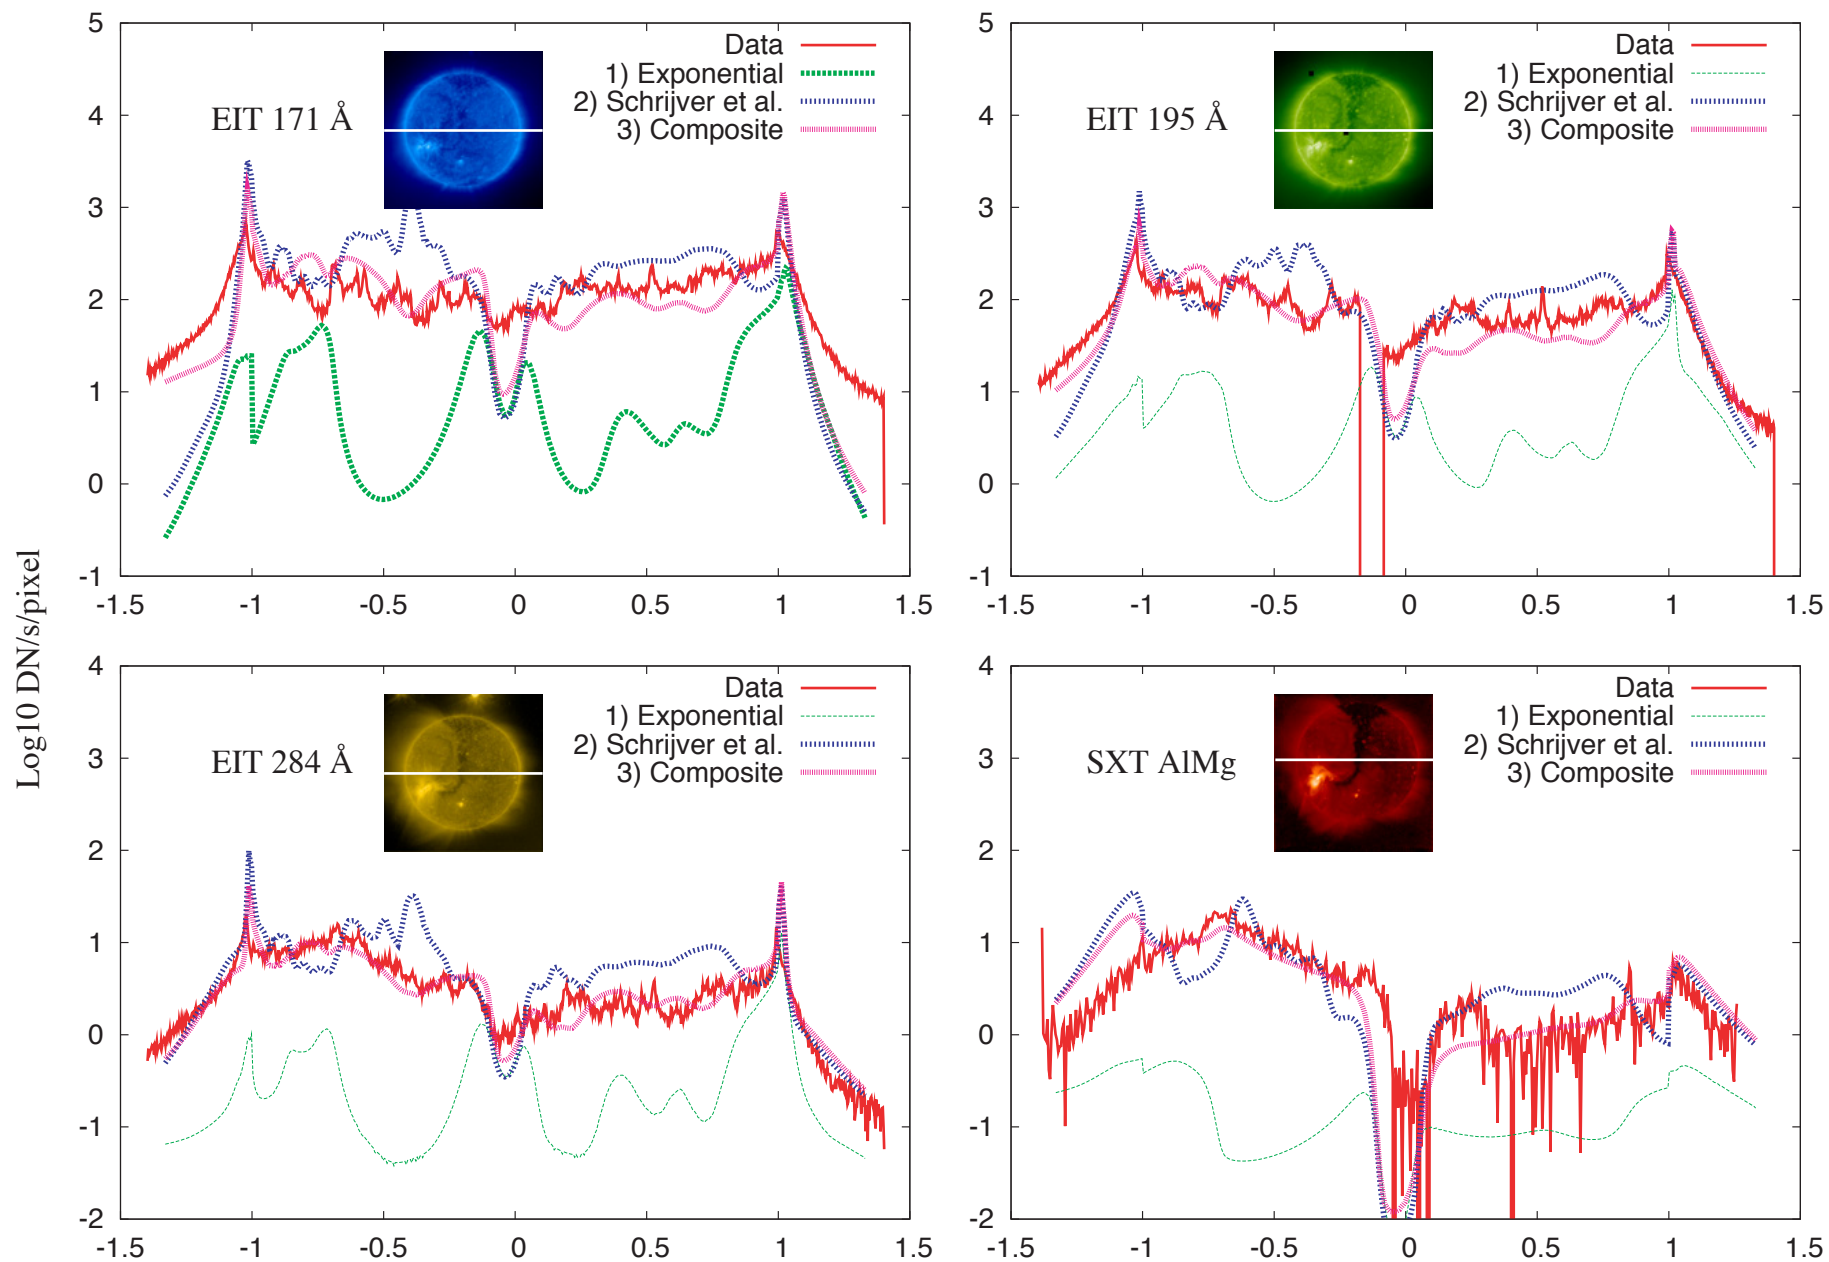 Log10 DN/s/pixel
5
4
3
2
1
0
-1
-1.5 -1 -0.5 0 0.5 1 1.5
EIT 171 Å
Data
1) Exponential
2) Schrijver et al.
3) Composite
5
4
3
2
1
0
-1
-1.5 -1 -0.5 0 0.5 1 1.5
EIT 195 Å
Data
1) Exponential
2) Schrijver et al.
3) Composite
4
3
2
1
0
-1
-2
-1.5 -1 -0.5 0 0.5 1 1.5
EIT 284 Å
Data
1) Exponential
2) Schrijver et al.
3) Composite
4
3
2
1
0
-1
-2
-1.5 -1 -0.5 0 0.5 1 1.5
SXT AlMg
Data
1) Exponential
2) Schrijver et al.
3) Composite